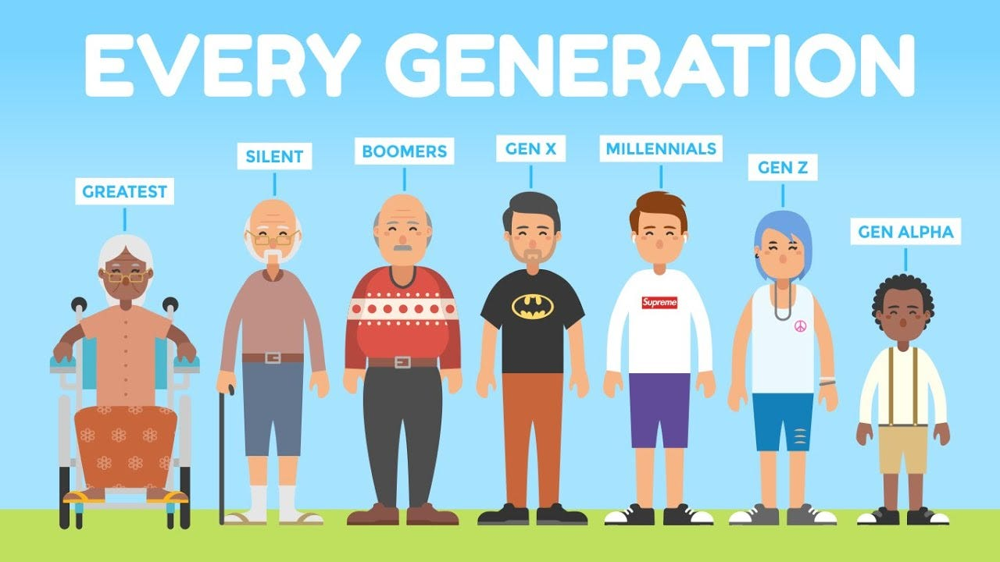 EVERY GENERATION
GREATEST
SILENT
BOOMERS
GEN X
MILLENNIALS
GEN Z
GEN ALPHA
Supreme